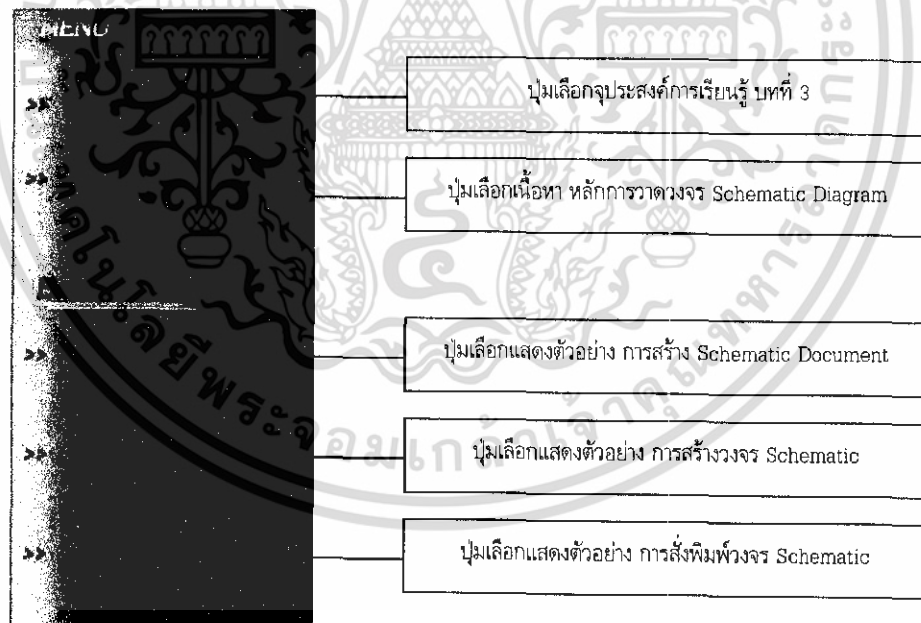 MENU
ปุ่มเลือกจุประสงค์การเรียนรู้ บทที่ 3
ปุ่มเลือกเนื้อหา หลักการวาดวงจร Schematic Diagram
ปุ่มเลือกแสดงตัวอย่าง การสร้าง Schematic Document
ปุ่มเลือกแสดงตัวอย่าง การสร้างวงจร Schematic
ปุ่มเลือกแสดงตัวอย่าง การสั่งพิมพ์วงจร Schematic